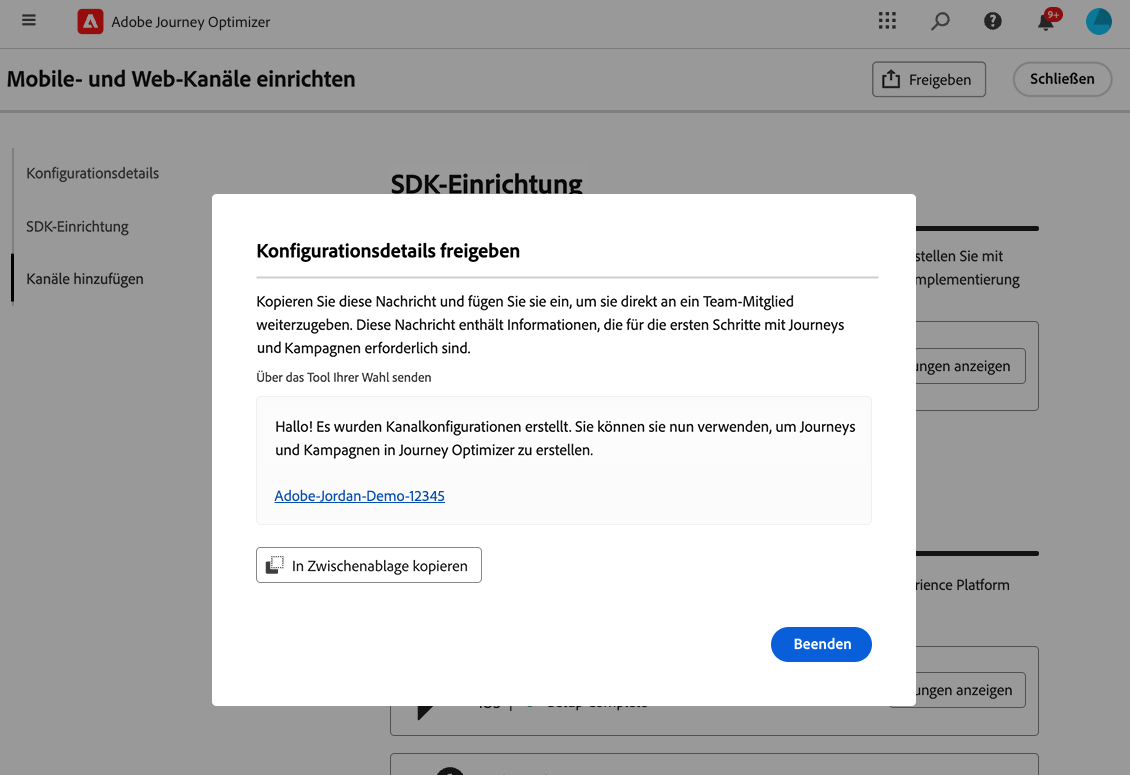 Adobe Journey Optimizer
9+
Mobile- und Web-Kanäle einrichten
Freigeben
Schließen
Konfigurationsdetails
SDK-Einrichtung
Kanäle hinzufügen
SDK-Einrichtung
stellen Sie mit
mplementierung
ungen anzeigen
Konfigurationsdetails freigeben
Kopieren Sie diese Nachricht und fügen Sie sie ein, um sie direkt an ein Team-Mitglied
weiterzugeben. Diese Nachricht enthält Informationen, die für die ersten Schritte mit Journeys
und Kampagnen erforderlich sind.
Über das Tool Ihrer Wahl senden
Hallo! Es wurden Kanalkonfigurationen erstellt. Sie können sie nun verwenden, um Journeys
und Kampagnen in Journey Optimizer zu erstellen.
Adobe-Jordan-Demo-12345
In Zwischenablage kopieren
Beenden
rience Platform
ungen anzeigen